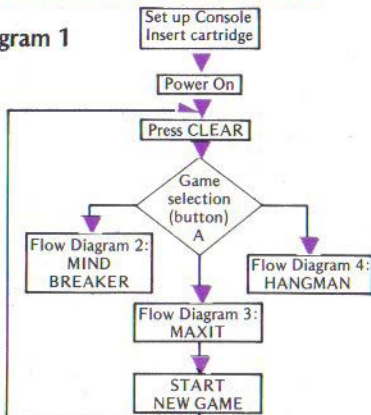 gram 1
Set up Console
Insert cartridge
Power On
Press CLEAR
Game
selection
(button)
A
Flow Diagram 2:
MIND
BREAKER
Flow Diagram 4:
HANGMAN
Flow Diagram 3:
MAXIT
START
NEW GAME